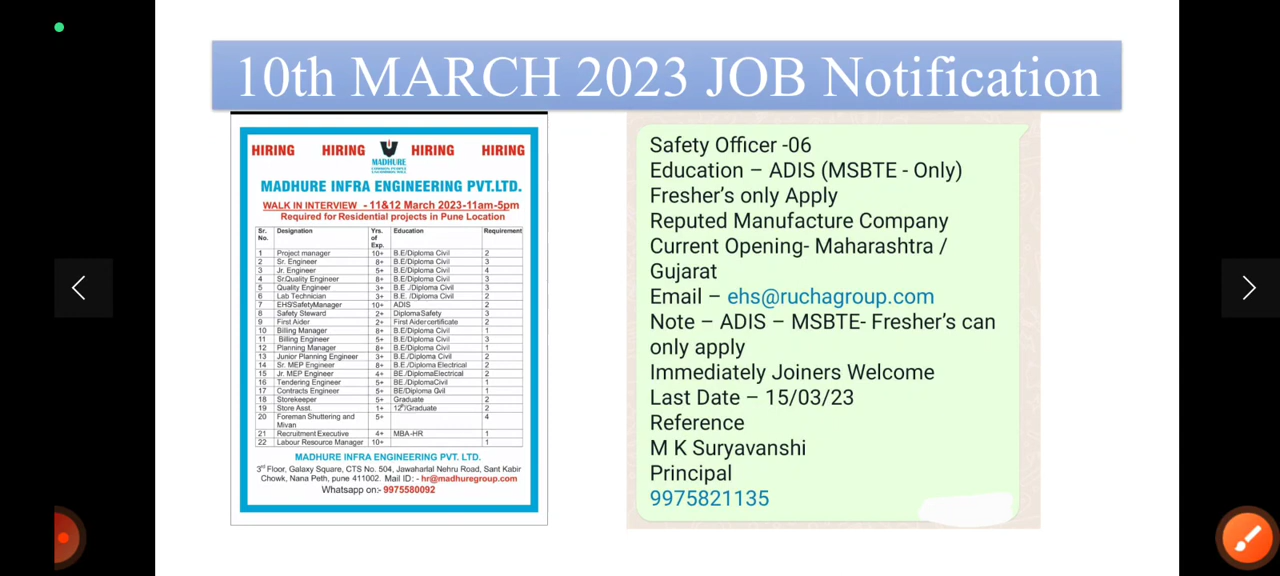 10th MARCH 2023 JOB Notification
HIRING HIRING HIRING HIRING
MADHURE
MADHURE INFRA ENGINEERING PVT.LTD.
WALK IN INTERVIEW - 11&12 March 2023-11am-5pm
Required for Residential projects in Pune Location
Sr. No. Designation Yrs. of Exp. Education Requirement
1 Project manager 10+ B.E/Diploma Civil 2
2 Sr. Engineer 8+ B.E/Diploma Civil 3
3 Jr. Engineer 5+ B.E/Diploma Civil 4
4 Sr.Quality Engineer 8+ B.E/Diploma Civil 3
5 Quality Engineer 3+ B.E ./Diploma Civil 3
6 Lab Technician 3+ B.E. /Diploma Civil 2
7 EHS/SafetyManager 10+ ADIS 2
8 Safety Steward 2+ DiplomaSafety 3
9 First Aider 2+ First Aidercertificate 2
10 Billing Manager 8+ B.E/Diploma Civil 1
11 Billing Engineer 5+ B.E/Diploma Civil 3
12 Planning Manager 8+ B.E/Diploma Civil 1
13 Junior Planning Engineer 3+ B.E./Diploma Civil 2
14 Sr. MEP Engineer 8+ B.E./Diploma Electrical 2
15 Jr. MEP Engineer 4+ BE./DiplomaElectrical 2
16 Tendering Engineer 5+ BE./DiplomaCivil 1
17 Contracts Engineer 5+ BE/Diploma Civil 1
18 Storekeeper 5+ Graduate 2
19 Store Asst. 1+ 12th/Graduate 2
20 Foreman Shuttering and Mivan 5+ 4
21 Recruitment Executive 4+ MBA-HR 1
22 Labour Resource Manager 10+ 1
MADHURE INFRA ENGINEERING PVT. LTD.
3rd Floor, Galaxy Square, CTS No. 504, Jawaharlal Nehru Road, Sant Kabir
Chowk, Nana Peth, pune 411002. Mail ID: - hr@madhuregroup.com
Whatsapp on:- 9975580092
Safety Officer -06
Education – ADIS (MSBTE - Only)
Fresher's only Apply
Reputed Manufacture Company
Current Opening- Maharashtra /
Gujarat
Email – ehs@ruchagroup.com
Note – ADIS – MSBTE- Fresher's can
only apply
Immediately Joiners Welcome
Last Date – 15/03/23
Reference
M K Suryavanshi
Principal
9975821135